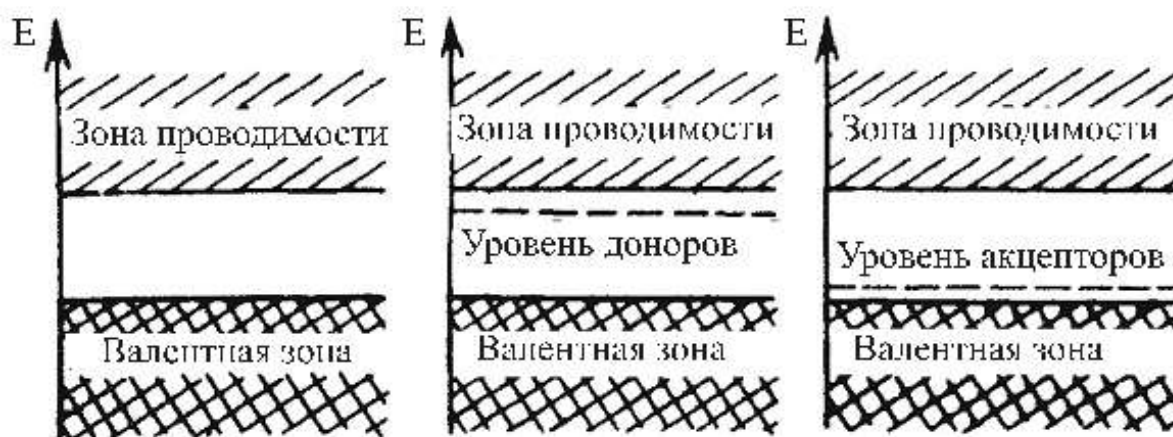 E
Зона проводимости
Валентная зона
E
Зона проводимости
Уровень доноров
Валентная зона
E
Зона проводимости
Уровень акцепторов
Валентная зона